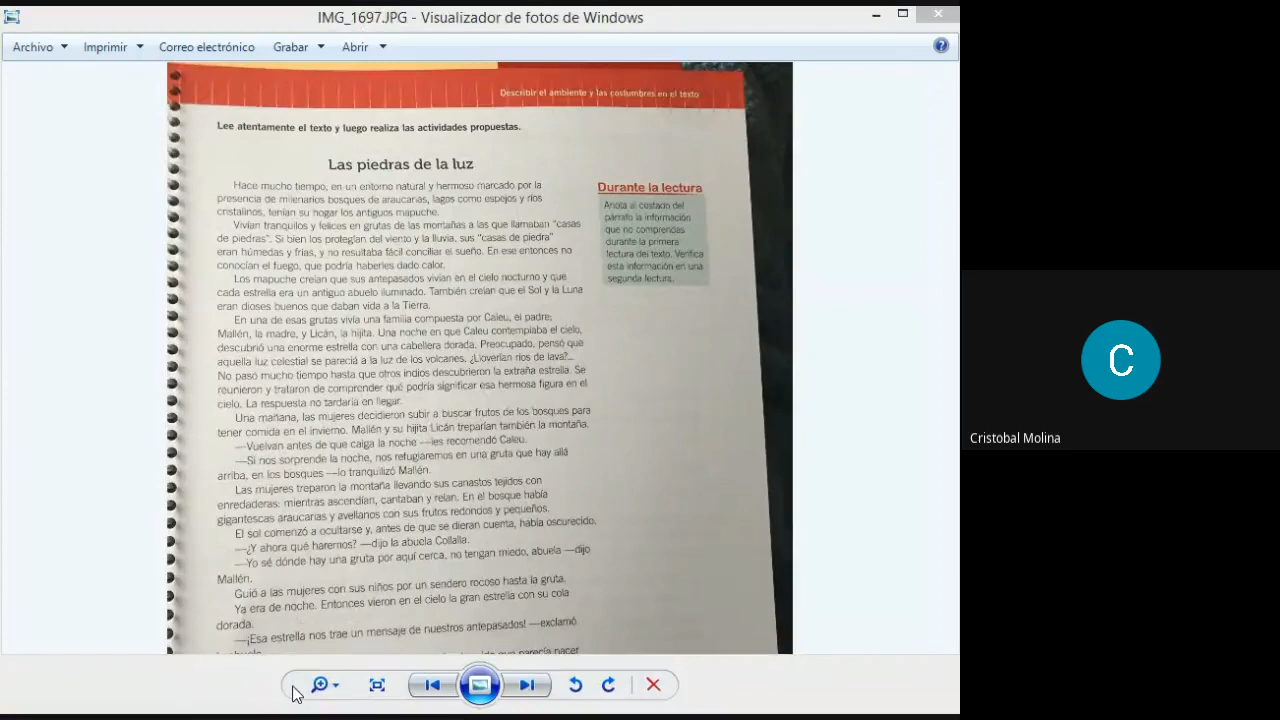 IMG_1697.JPG - Visualizador de fotos de Windows
Archivo Imprimir Correo electrónico Grabar Abrir
Describir el ambiente y las costumbres en el texto
Lee atentamente el texto y luego realiza las actividades propuestas.
Las piedras de la luz
Hace mucho tiempo, en un entorno natural y hermoso marcado por la
presencia de milenarios bosques de araucarias, lagos como espejos y ríos
cristalinos, tenían su hogar los antiguos mapuche.
Vivían tranquilos y felices en grutas de las montañas a las que llamaban "casas
de piedras". Si bien los protegían del viento y la lluvia, sus "casas de piedra"
eran húmedas y frías, y no resultaba fácil conciliar el sueño. En ese entonces no
conocían el fuego, que podría haberles dado calor.
Los mapuche creían que sus antepasados vivían en el cielo nocturno y que
cada estrella era un antiguo abuelo iluminado. También creían que el Sol y la Luna
eran dioses buenos que daban vida a la Tierra.
En una de esas grutas vivía una familia compuesta por Caleu, el padre;
Mallén, la madre, y Licán, la hijita. Una noche en que Caleu contemplaba el cielo,
descubrió una enorme estrella con una cabellera dorada. Preocupado, pensó que
aquella luz celestial se parecía a la luz de los volcanes. ¿Lloverían ríos de lava?...
No pasó mucho tiempo hasta que otros indios descubrieron la extraña estrella. Se
reunieron y trataron de comprender qué podría significar esa hermosa figura en el
cielo. La respuesta no tardaría en llegar.
Una mañana, las mujeres decidieron subir a buscar frutos de los bosques para
tener comida en el invierno. Mallén y su hijita Licán treparían también la montaña.
—Vuelvan antes de que caiga la noche —les recomendó Caleu.
—Si nos sorprende la noche, nos refugiaremos en una gruta que hay allá
arriba, en los bosques —lo tranquilizó Mallén.
Las mujeres treparon la montaña llevando sus canastos tejidos con
enredaderas: mientras ascendían, cantaban y reían. En el bosque había
gigantescas araucarias y avellanos con sus frutos redondos y pequeños.
El sol comenzó a ocultarse y, antes de que se dieran cuenta, había oscurecido.
—¿Y ahora qué haremos? —dijo la abuela Collalla.
—Yo sé dónde hay una gruta por aquí cerca, no tengan miedo, abuela —dijo
Mallén.
Guió a las mujeres con sus niños por un sendero rocoso hasta la gruta.
Ya era de noche. Entonces vieron en el cielo la gran estrella con su cola
dorada.
—¡Esa estrella nos trae un mensaje de nuestros antepasados! —exclamó
que parecía nacer
Durante la lectura
Anota al costado del
párrafo la información
que no comprendas
durante la primera
lectura del texto. Verifica
esta información en una
segunda lectura.
C
Cristobal Molina